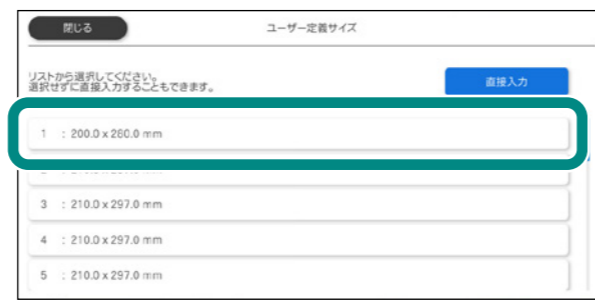 閉じる
ユーザー定義サイズ
リストから選択してください。
選択せずに直接入力することもできます。
直接入力
1 : 200.0 x 280.0 mm
3 : 210.0 x 297.0 mm
4 : 210.0 x 297.0 mm
5 : 210.0 x 297.0 mm